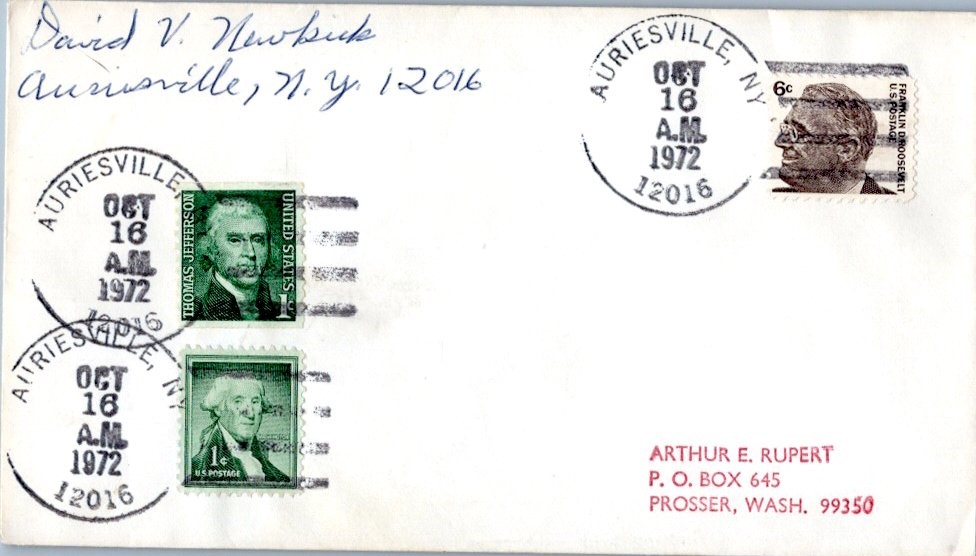 David V. Newkirk
Auriesville, N. Y. 12016
AURIESVILLE, NY
OCT
16
A.M.
1972
12016
6c
FRANKLIN D. ROOSEVELT
U.S. POSTAGE
AURIESVILLE,
OCT
16
A.M.
1972
12016
THOMAS JEFFERSON
UNITED STATES
1c
AURIESVILLE, NY
OCT
16
A.M.
1972
12016
1¢
U.S. POSTAGE
ARTHUR E. RUPERT
P. O. BOX 645
PROSSER, WASH. 99350